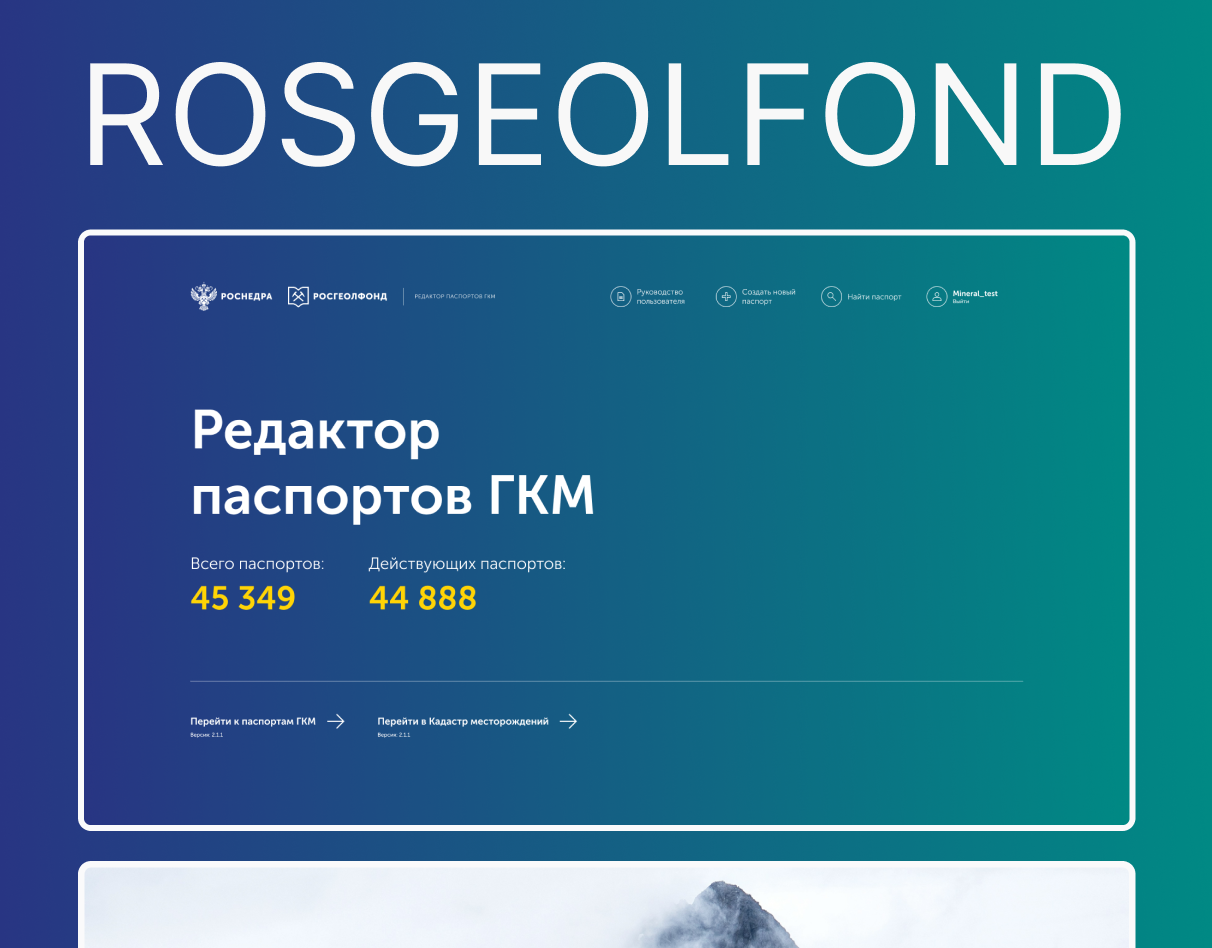 ROSGEOLFOND
РОСНЕДРА
РОСГЕОЛФОНД
РЕДАКТОР ПАСПОРТОВ ГКМ
Руководство
пользователя
Создать новый
паспорт
Найти паспорт
Mineral_test
Выйти
Редактор
паспортов ГКМ
Всего паспортов:
45 349
Действующих паспортов:
44 888
Перейти к паспортам ГКМ
Версия: 2.1.1
Перейти в Кадастр месторождений
Версия: 2.1.1